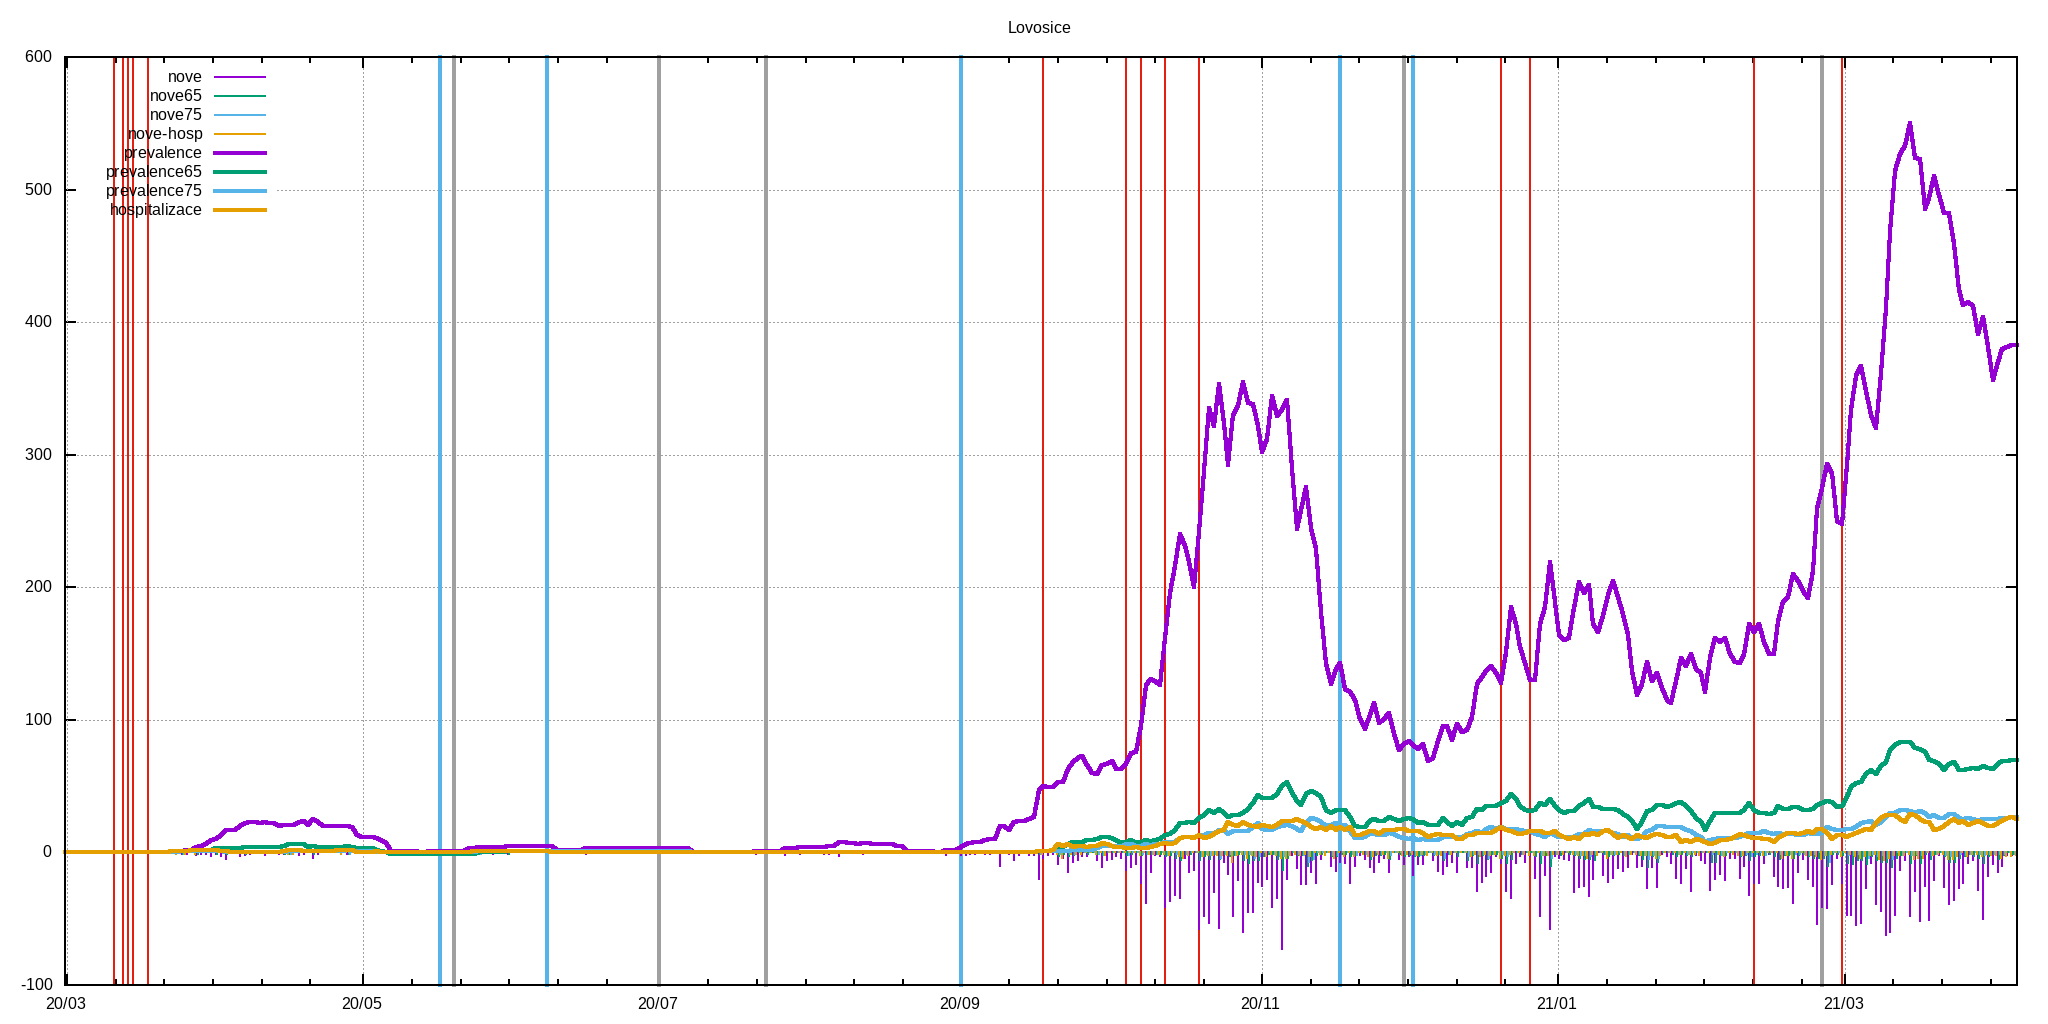 Lovosice
600
nove
nove65
nove75
nove-hosp
prevalence
prevalence65
prevalence75
hospitalizace
500
400
300
200
100
0
-100
20/03 20/05 20/07 20/09 20/11 21/01 21/03